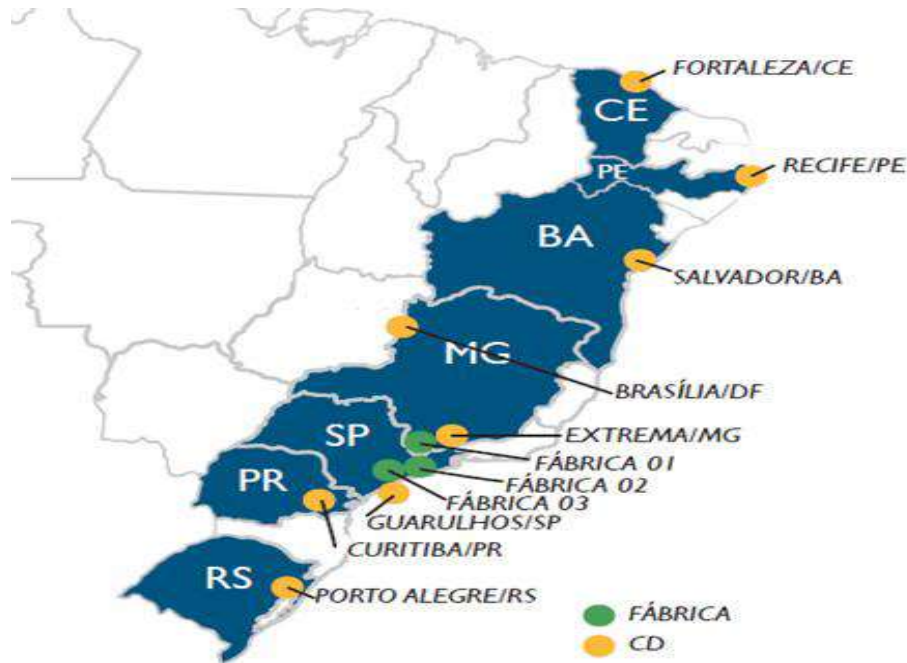 FORTALEZA/CE
CE
RECIFE/PE
PE
BA
SALVADOR/BA
MG
BRASÍLIA/DF
SP
EXTREMA/MG
FÁBRICA 01
PR
FÁBRICA 02
FÁBRICA 03
GUARULHOS/SP
CURITIBA/PR
RS
PORTO ALEGRE/RS
FÁBRICA
CD